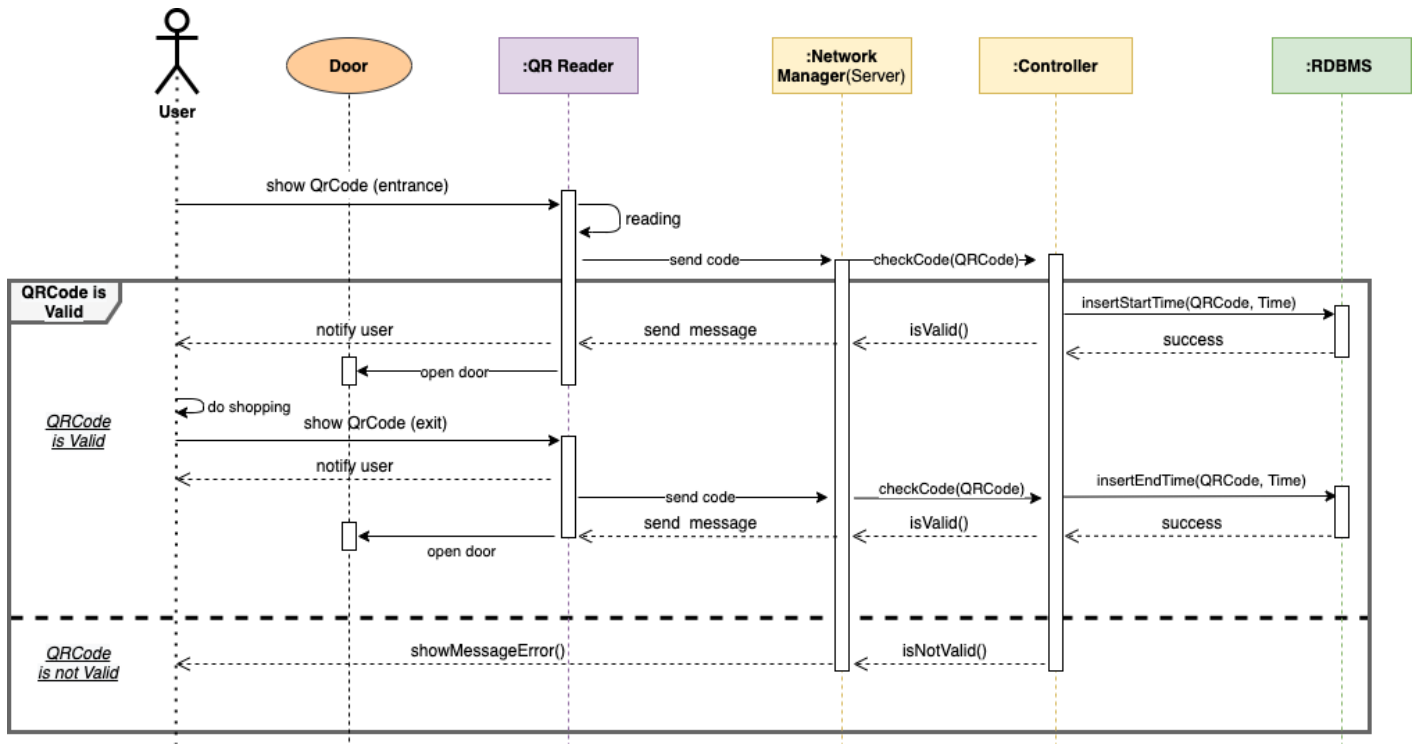 User
Door
:QR Reader
:Network
Manager(Server)
:Controller
:RDBMS
show QrCode (entrance)
reading
send code
checkCode(QRCode)
QRCode is
Valid
insertStartTime(QRCode, Time)
notify user
send message
isValid()
success
open door
do shopping
QRCode
is Valid
show QrCode (exit)
notify user
send code
checkCode(QRCode)
insertEndTime(QRCode, Time)
send message
isValid()
success
open door
QRCode
is not Valid
showMessageError()
isNotValid()